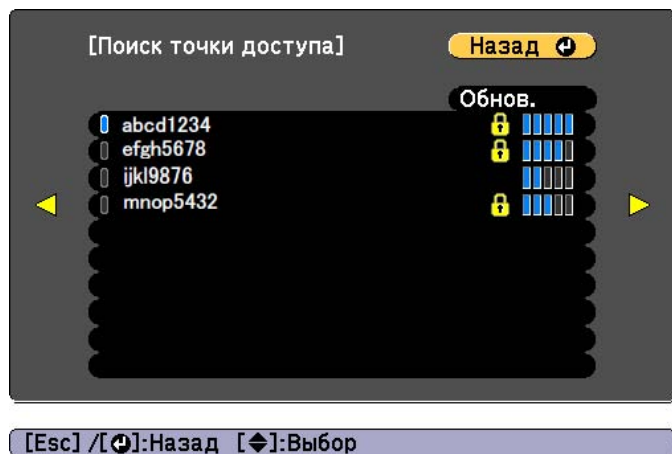 [Поиск точки доступа]
Назад
Обнов.
abcd1234
efgh5678
ijkl9876
mnop5432
[Esc] /[⏎]:Назад [◆]:Выбор